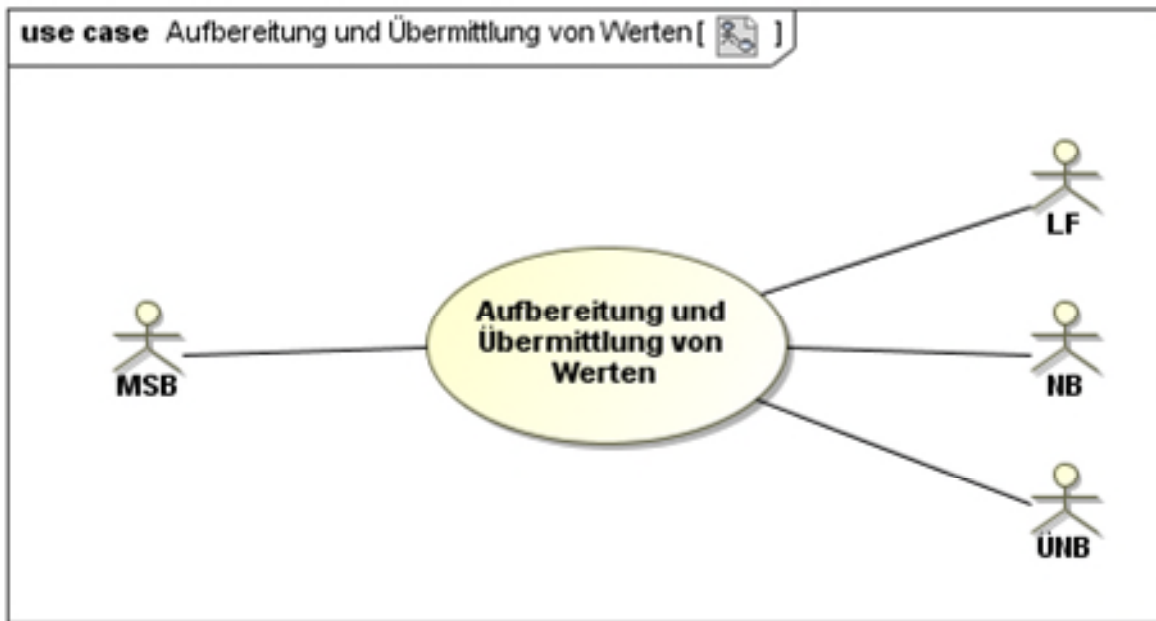 use case Aufbereitung und Übermittlung von Werten [ ]
LF
Aufbereitung und
Übermittlung von
Werten
MSB
NB
ÜNB